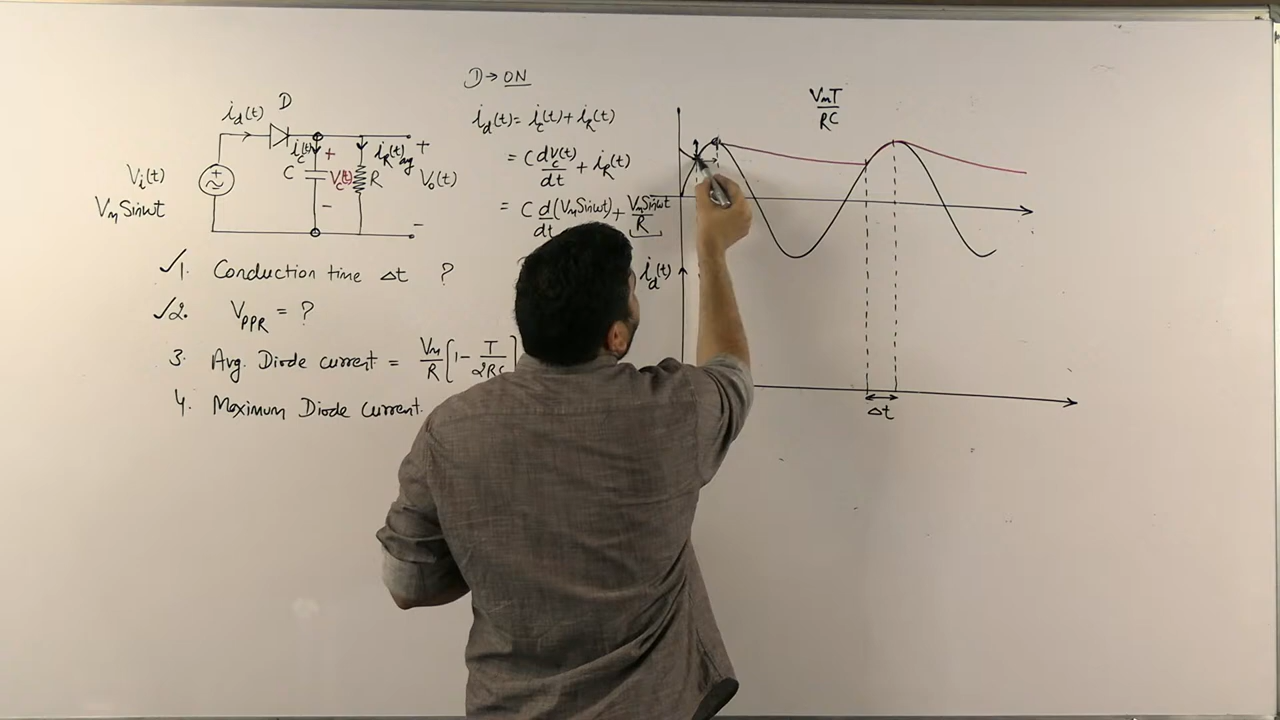 D→ON
i_d(t) = i_c(t) + i_R(t)
= C dv_c(t)/dt + i_R(t)
= C d/dt (V_M Sinωt) + V_M Sinωt/R
i_d(t)
D
i_c(t)
+
C
V_c(t)
−
i_R(t) avg
R
+
V_o(t)
−
V_i(t)
+
V_M Sinωt
✓1. Conduction time Δt ?
✓2. V_PPR = ?
3. Avg. Diode current = V_M/R [1 − T/2RC]
4. Maximum Diode current.
V_M T/RC
i_d(t)
Δt